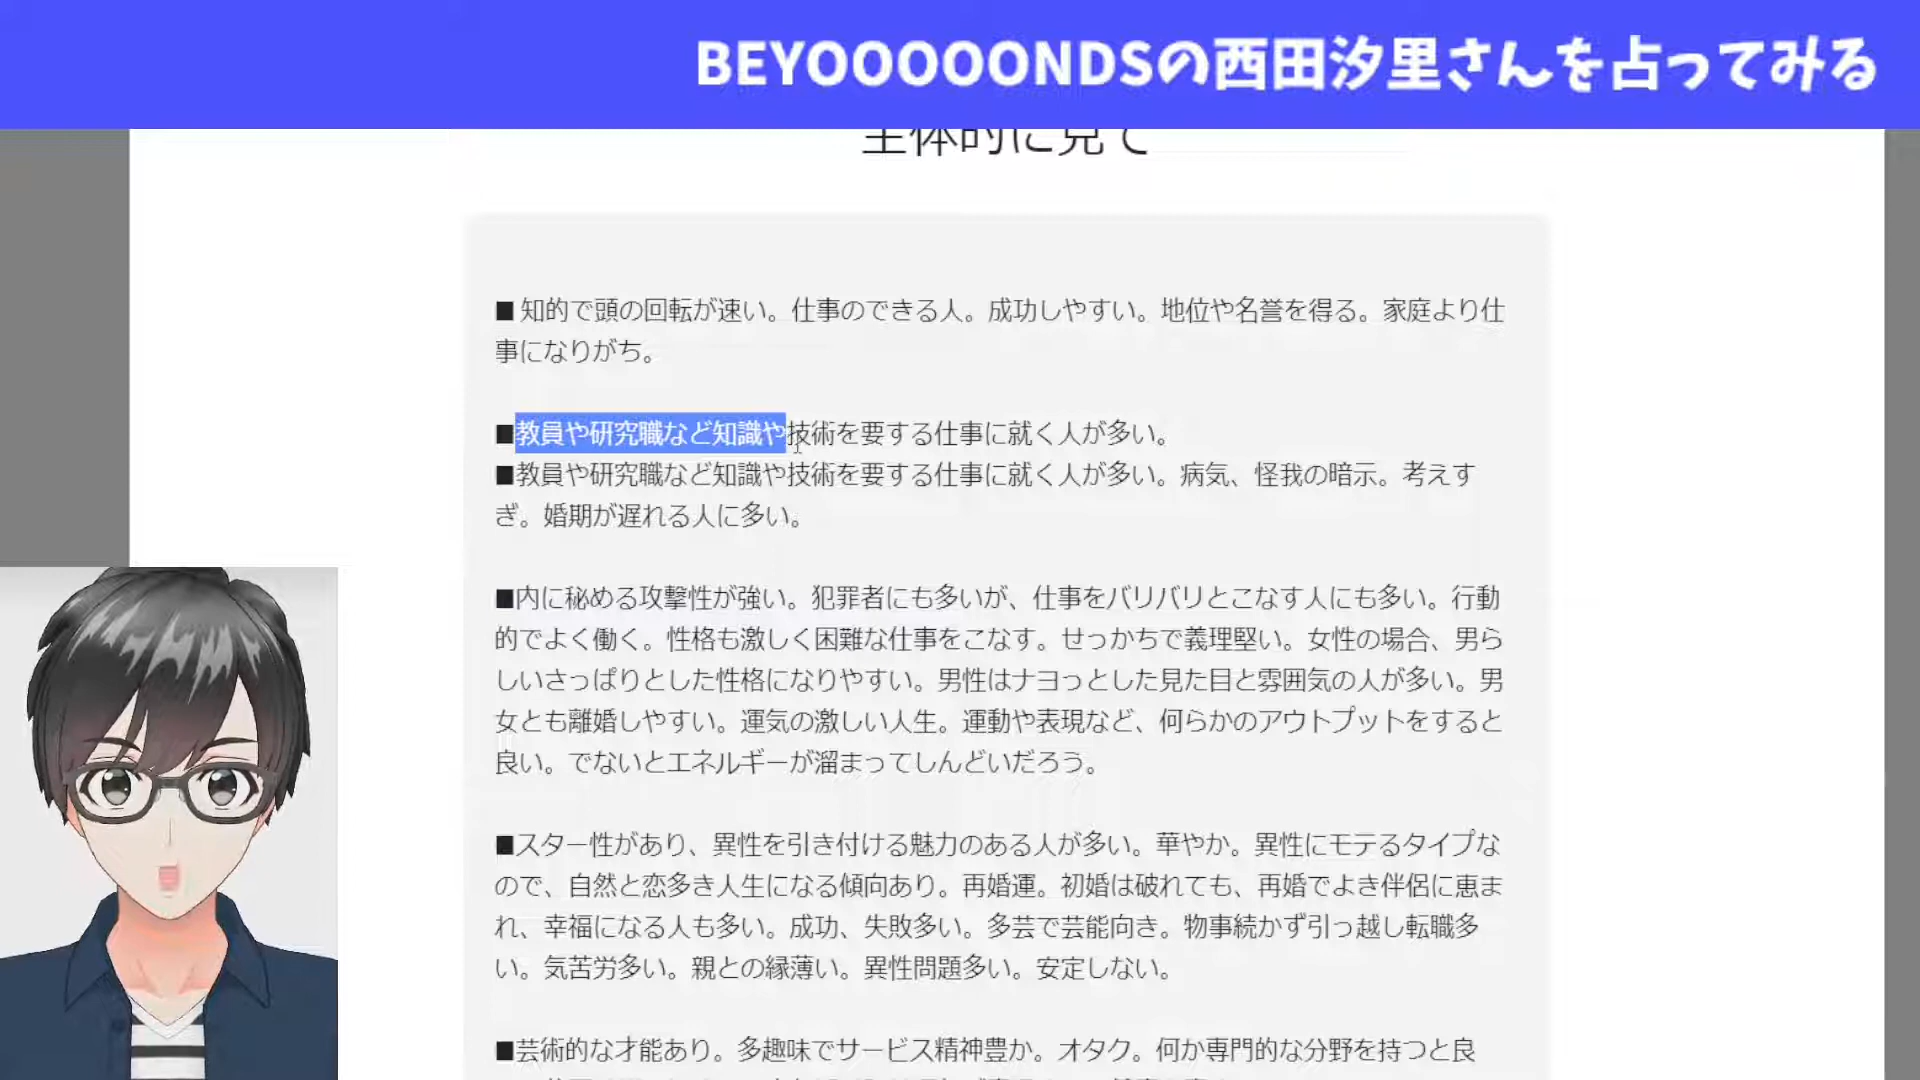 BEYOOOOONDSの西田汐里さんを占ってみる
主体的に見て
■ 知的で頭の回転が速い。仕事のできる人。成功しやすい。地位や名誉を得る。家庭より仕
事になりがち。
■教員や研究職など知識や技術を要する仕事に就く人が多い。
■教員や研究職など知識や技術を要する仕事に就く人が多い。病気、怪我の暗示。考えす
ぎ。婚期が遅れる人に多い。
■内に秘める攻撃性が強い。犯罪者にも多いが、仕事をバリバリとこなす人にも多い。行動
的でよく働く。性格も激しく困難な仕事をこなす。せっかちで義理堅い。女性の場合、男ら
しいさっぱりとした性格になりやすい。男性はナヨっとした見た目と雰囲気の人が多い。男
女とも離婚しやすい。運気の激しい人生。運動や表現など、何らかのアウトプットをすると
良い。でないとエネルギーが溜まってしんどいだろう。
■スター性があり、異性を引き付ける魅力のある人が多い。華やか。異性にモテるタイプな
ので、自然と恋多き人生になる傾向あり。再婚運。初婚は破れても、再婚でよき伴侶に恵ま
れ、幸福になる人も多い。成功、失敗多い。多芸で芸能向き。物事続かず引っ越し転職多
い。気苦労多い。親との縁薄い。異性問題多い。安定しない。
■芸術的な才能あり。多趣味でサービス精神豊か。オタク。何か専門的な分野を持つと良